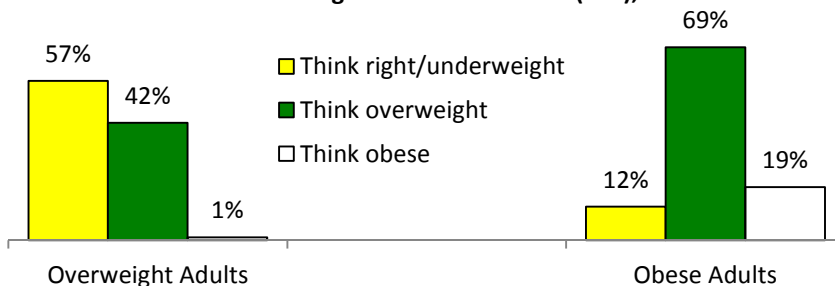 57%
42%
1%
Think right/underweight
Think overweight
Think obese
69%
12%
19%
Overweight Adults
Obese Adults